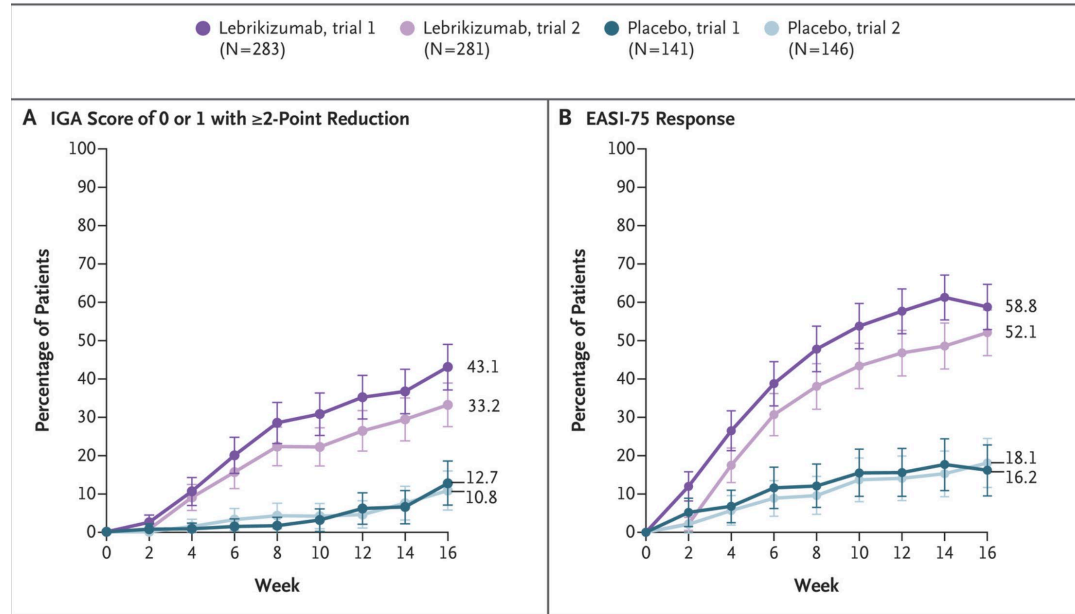 Lebrikizumab, trial 1 (N=283)
Lebrikizumab, trial 2 (N=281)
Placebo, trial 1 (N=141)
Placebo, trial 2 (N=146)
A IGA Score of 0 or 1 with ≥2-Point Reduction
Percentage of Patients
100
90
80
70
60
50
40
30
20
10
0
43.1
33.2
12.7
10.8
0 2 4 6 8 10 12 14 16
Week
B EASI-75 Response
Percentage of Patients
100
90
80
70
60
50
40
30
20
10
0
58.8
52.1
18.1
16.2
0 2 4 6 8 10 12 14 16
Week